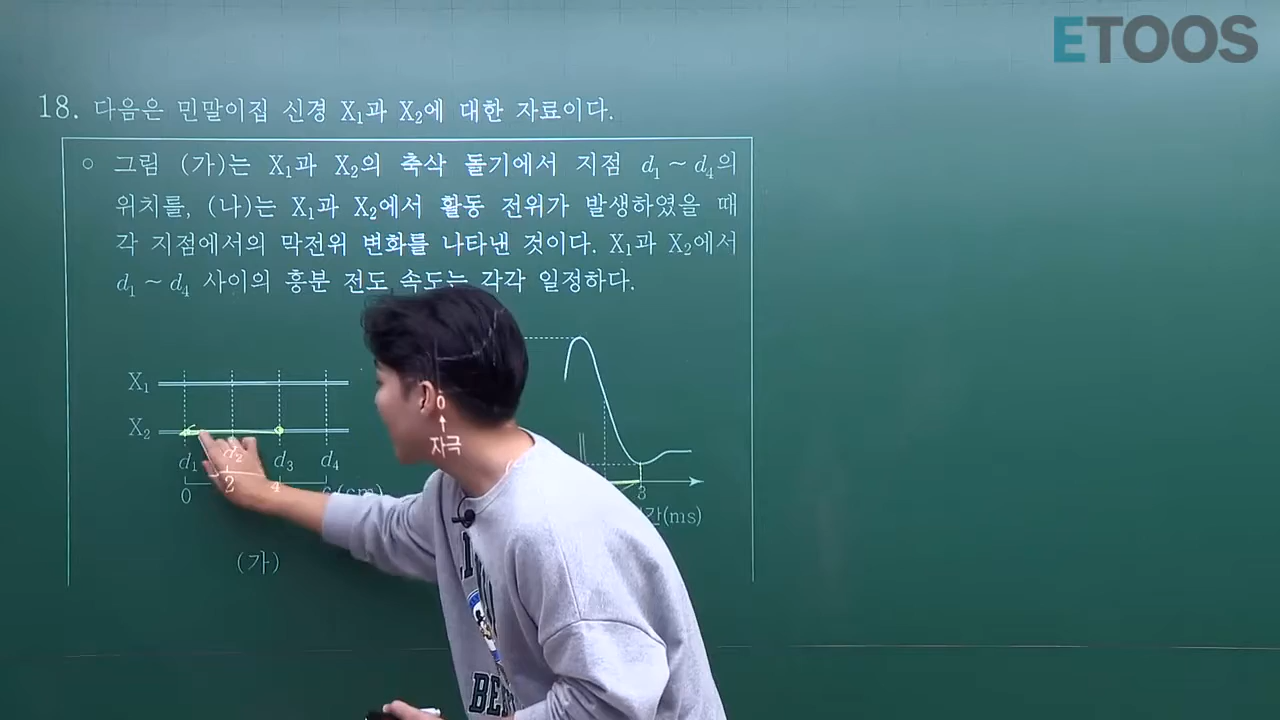 ETOOS
18. 다음은 민말이집 신경 X₁과 X₂에 대한 자료이다.
○ 그림 (가)는 X₁과 X₂의 축삭 돌기에서 지점 d₁ ~ d₄의
위치를, (나)는 X₁과 X₂에서 활동 전위가 발생하였을 때
각 지점에서의 막전위 변화를 나타낸 것이다. X₁과 X₂에서
d₁ ~ d₄ 사이의 흥분 전도 속도는 각각 일정하다.
X₁
X₂
d₁ d₂ d₃ d₄
0 2 4 (cm)
(가)
0
자극
3
(ms)